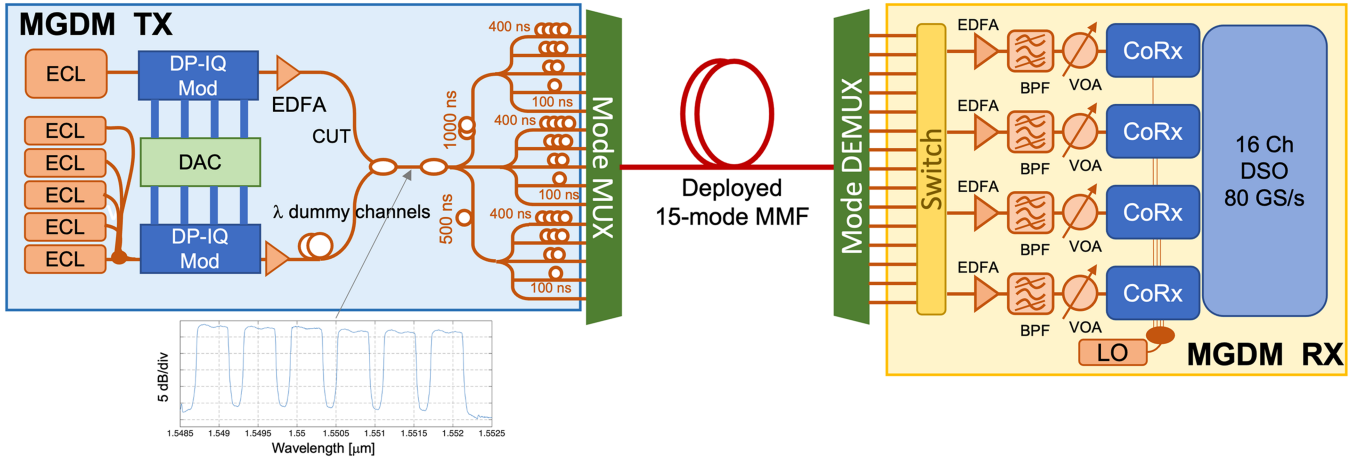 MGDM TX
ECL
DP-IQ
Mod
EDFA
CUT
ECL
ECL
ECL
ECL
ECL
DAC
λ dummy channels
DP-IQ
Mod
1000 ns
500 ns
400 ns
100 ns
400 ns
100 ns
400 ns
100 ns
Mode MUX
Deployed
15-mode MMF
Mode DEMUX
Switch
EDFA
BPF
VOA
CoRx
EDFA
BPF
VOA
CoRx
EDFA
BPF
VOA
CoRx
EDFA
BPF
VOA
CoRx
16 Ch
DSO
80 GS/s
LO
MGDM RX
5 dB/div
1.5485 1.549 1.5495 1.55 1.5505 1.551 1.5515 1.552 1.5525
Wavelength [μm]